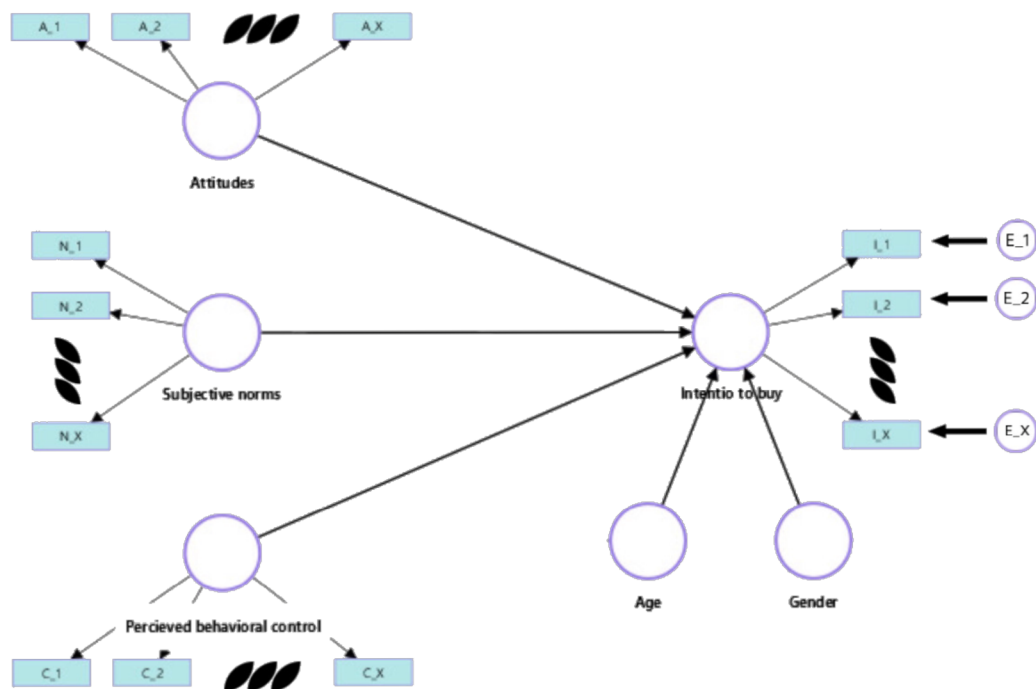 A_1
A_2
A_X
Attitudes
N_1
N_2
N_X
Subjective norms
I_1
I_2
I_X
E_1
E_2
E_X
Intentio to buy
Age
Gender
Percieved behavioral control
C_1
C_2
C_X